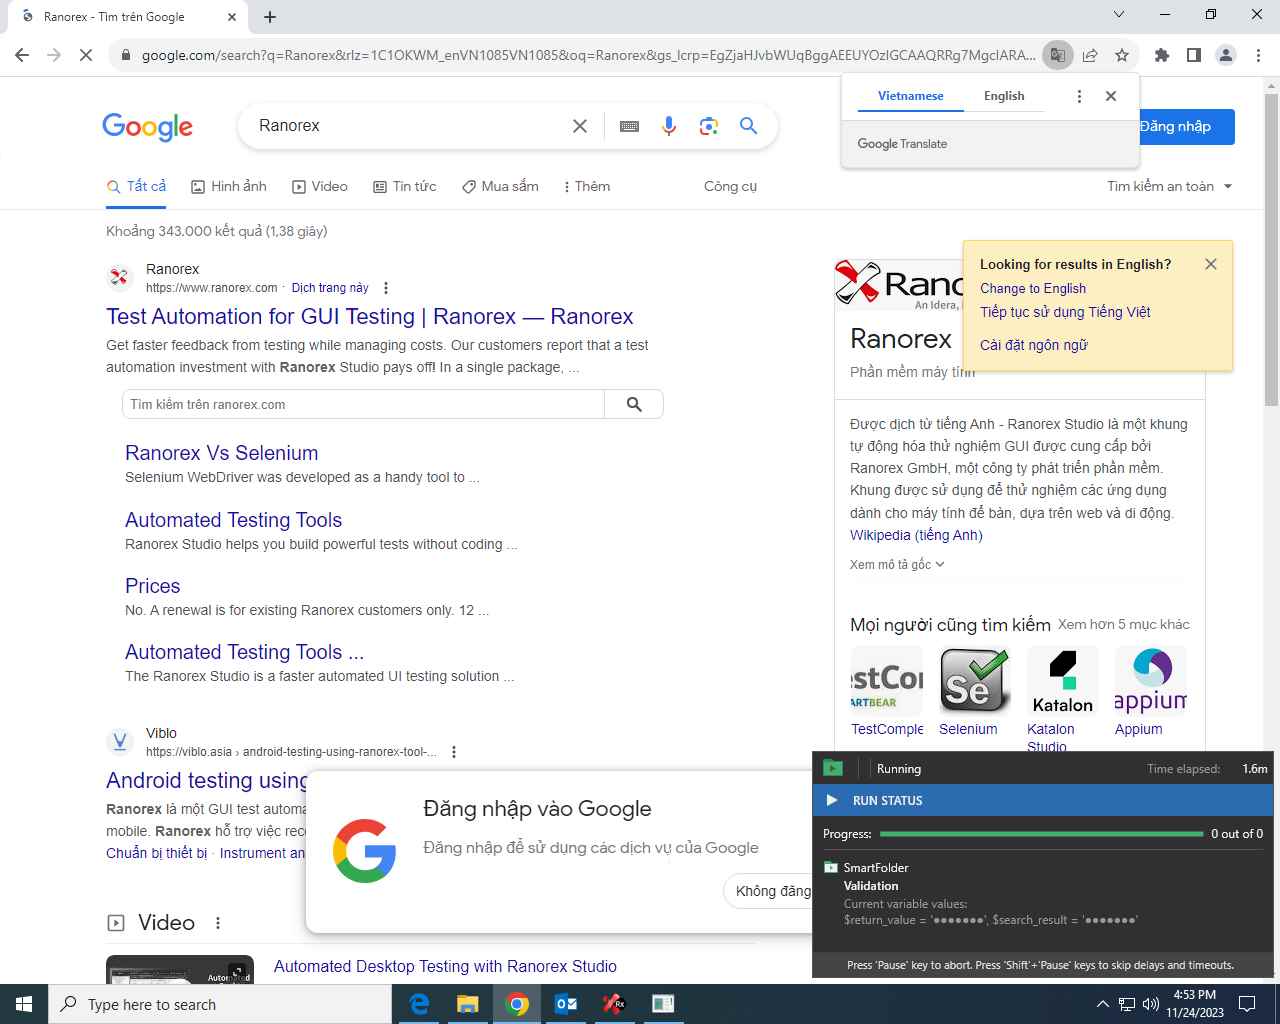 Ranorex - Tìm trên Google
google.com/search?q=Ranorex&rlz=1C1OKWM_enVN1085VN1085&oq=Ranorex&gs_lcrp=EgZjaHJvbWUqBggAEEUYOzIGCAAQRRg7MgcIARA...
Vietnamese
English
Google Translate
Google
Ranorex
Đăng nhập
Tất cả
Hình ảnh
Video
Tin tức
Mua sắm
Thêm
Công cụ
Tìm kiếm an toàn
Khoảng 343.000 kết quả (1,38 giây)
Ranorex
https://www.ranorex.com · Dịch trang này
Test Automation for GUI Testing | Ranorex — Ranorex
Get faster feedback from testing while managing costs. Our customers report that a test
automation investment with Ranorex Studio pays off! In a single package, ...
Tìm kiếm trên ranorex.com
Ranorex Vs Selenium
Selenium WebDriver was developed as a handy tool to ...
Automated Testing Tools
Ranorex Studio helps you build powerful tests without coding ...
Prices
No. A renewal is for existing Ranorex customers only. 12 ...
Automated Testing Tools ...
The Ranorex Studio is a faster automated UI testing solution ...
Viblo
https://viblo.asia › android-testing-using-ranorex-tool-...
Android testing using
Ranorex là một GUI test automa
mobile. Ranorex hỗ trợ việc reco
Chuẩn bị thiết bị · Instrument an
Video
Automated
Automated Desktop Testing with Ranorex Studio
Looking for results in English?
Change to English
Tiếp tục sử dụng Tiếng Việt
Cài đặt ngôn ngữ
Rano
An Idera, I
Ranorex
Phần mềm máy tính
Được dịch từ tiếng Anh - Ranorex Studio là một khung
tự động hóa thử nghiệm GUI được cung cấp bởi
Ranorex GmbH, một công ty phát triển phần mềm.
Khung được sử dụng để thử nghiệm các ứng dụng
dành cho máy tính để bàn, dựa trên web và di động.
Wikipedia (tiếng Anh)
Xem mô tả gốc
Mọi người cũng tìm kiếm
Xem hơn 5 mục khác
estCom
ARTBEAR
Se
Katalon
appium
TestComple
Selenium
Katalon
Studio
Appium
Đăng nhập vào Google
Đăng nhập để sử dụng các dịch vụ của Google
Không đăng
Running
Time elapsed: 1.6m
RUN STATUS
Progress: 0 out of 0
SmartFolder
Validation
Current variable values:
$return_value = '•••••••', $search_result = '•••••••'
Press 'Pause' key to abort. Press 'Shift'+'Pause' keys to skip delays and timeouts.
Type here to search
Rx
4:53 PM
11/24/2023